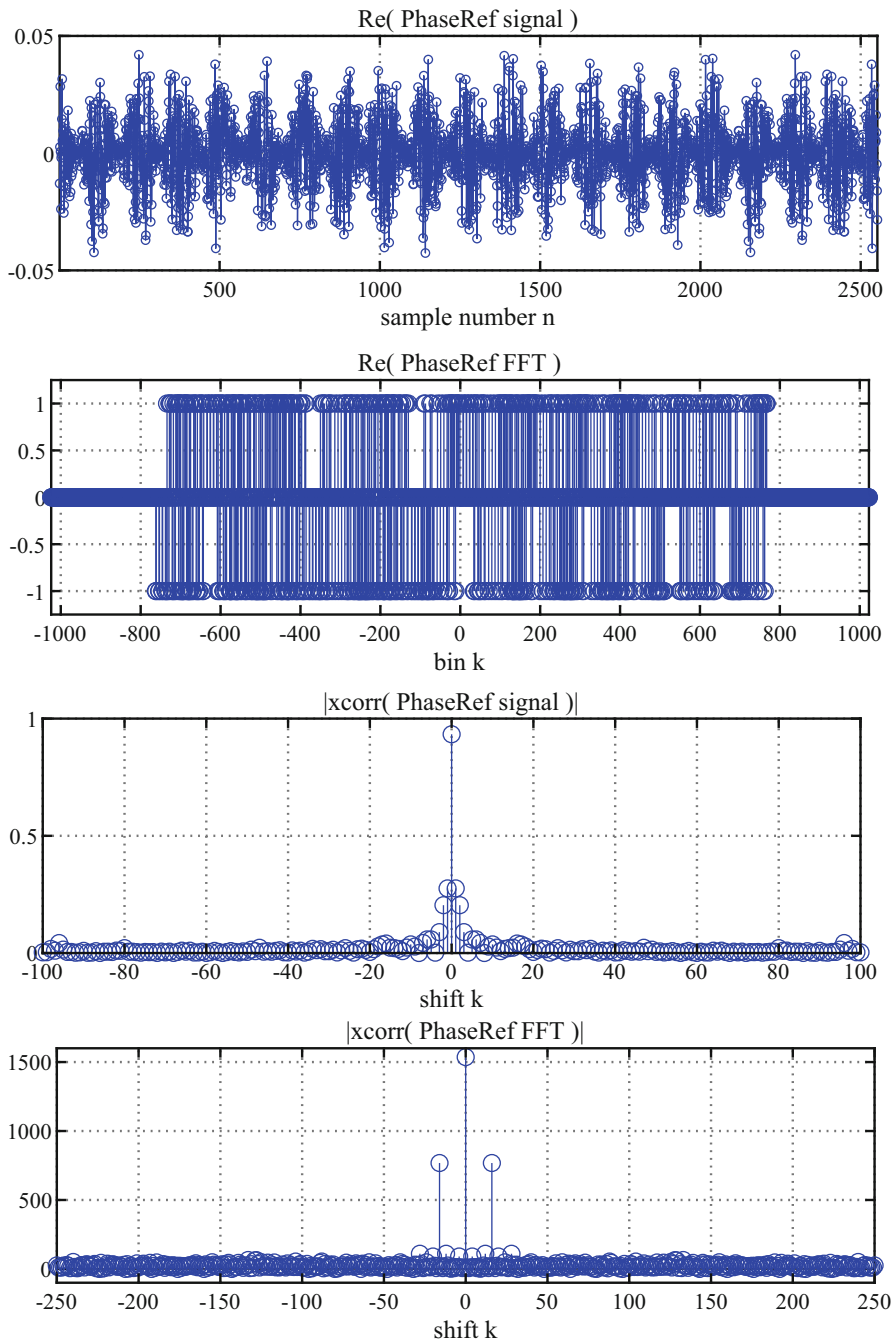 Re( PhaseRef signal )
0.05
0
-0.05
500 1000 1500 2000 2500
sample number n
Re( PhaseRef FFT )
1
0.5
0
-0.5
-1
-1000 -800 -600 -400 -200 0 200 400 600 800 1000
bin k
|xcorr( PhaseRef signal )|
1
0.5
0
-100 -80 -60 -40 -20 0 20 40 60 80 100
shift k
|xcorr( PhaseRef FFT )|
1500
1000
500
0
-250 -200 -150 -100 -50 0 50 100 150 200 250
shift k